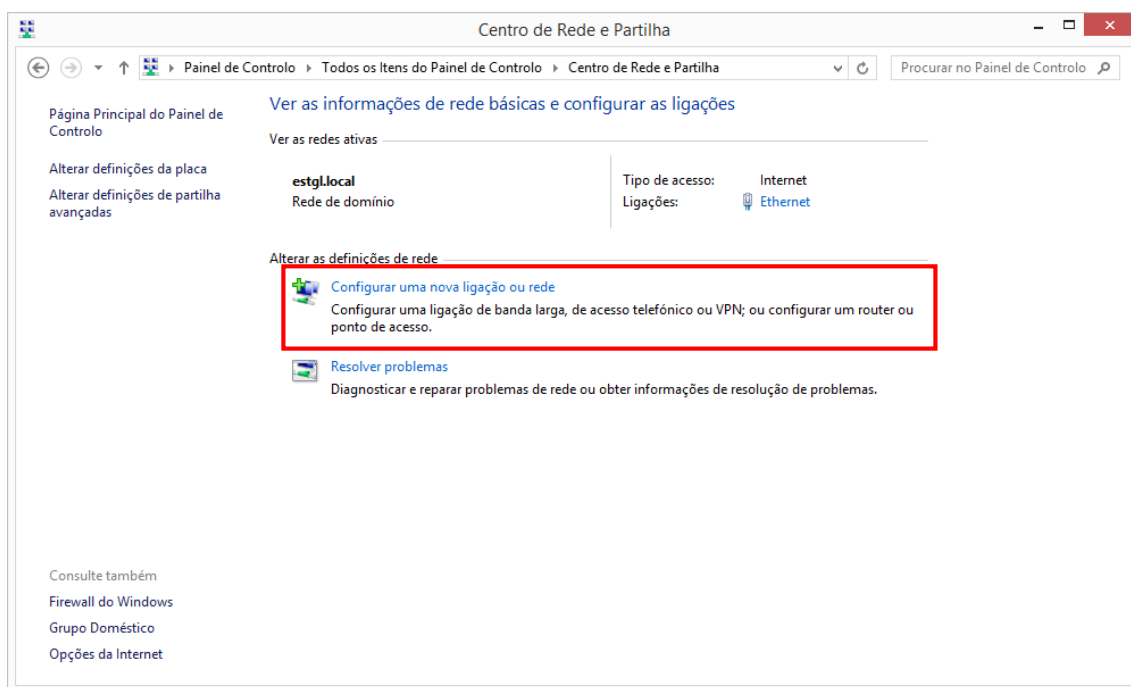 Centro de Rede e Partilha
Painel de Controlo
Todos os Itens do Painel de Controlo
Centro de Rede e Partilha
Procurar no Painel de Controlo
Página Principal do Painel de
Controlo
Alterar definições da placa
Alterar definições de partilha
avançadas
Ver as informações de rede básicas e configurar as ligações
Ver as redes ativas
estgl.local
Rede de domínio
Tipo de acesso: Internet
Ligações: Ethernet
Alterar as definições de rede
Configurar uma nova ligação ou rede
Configurar uma ligação de banda larga, de acesso telefónico ou VPN; ou configurar um router ou
ponto de acesso.
Resolver problemas
Diagnosticar e reparar problemas de rede ou obter informações de resolução de problemas.
Consulte também
Firewall do Windows
Grupo Doméstico
Opções da Internet